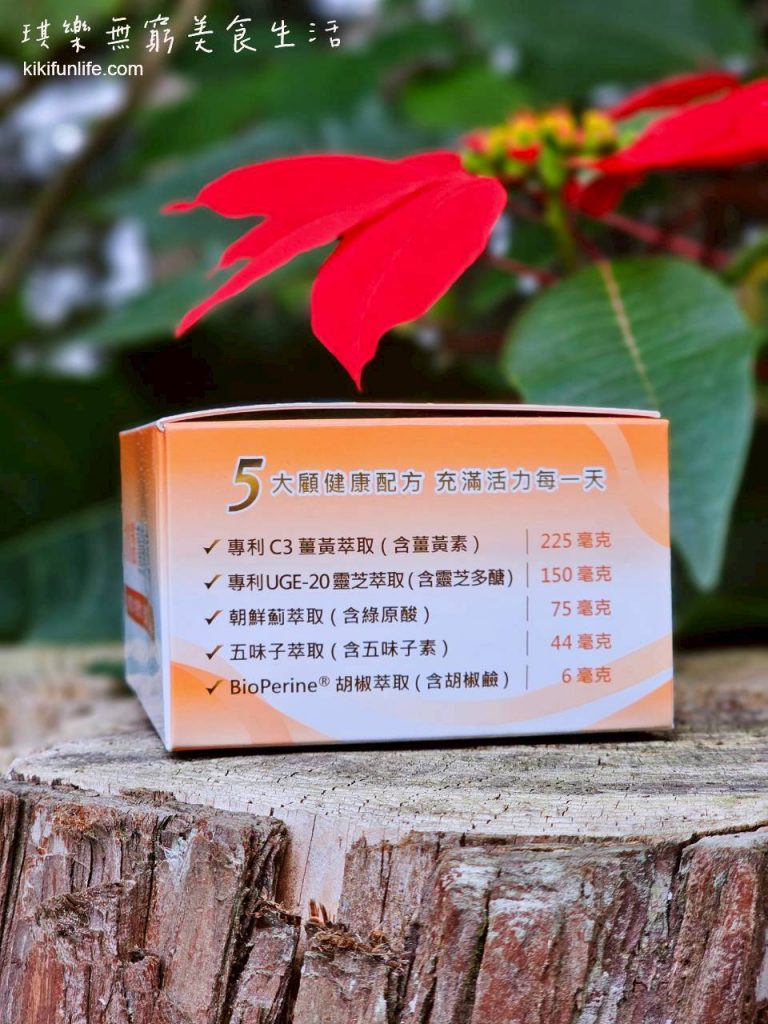 琪樂無窮美食生活
kikifunlife.com
5大顧健康配方 充滿活力每一天
✓ 專利C3薑黃萃取(含薑黃素) 225毫克
✓ 專利UGE-20靈芝萃取(含靈芝多醣) 150毫克
✓ 朝鮮薊萃取(含綠原酸) 75毫克
✓ 五味子萃取(含五味子素) 44毫克
✓ BioPerine® 胡椒萃取(含胡椒鹼) 6毫克